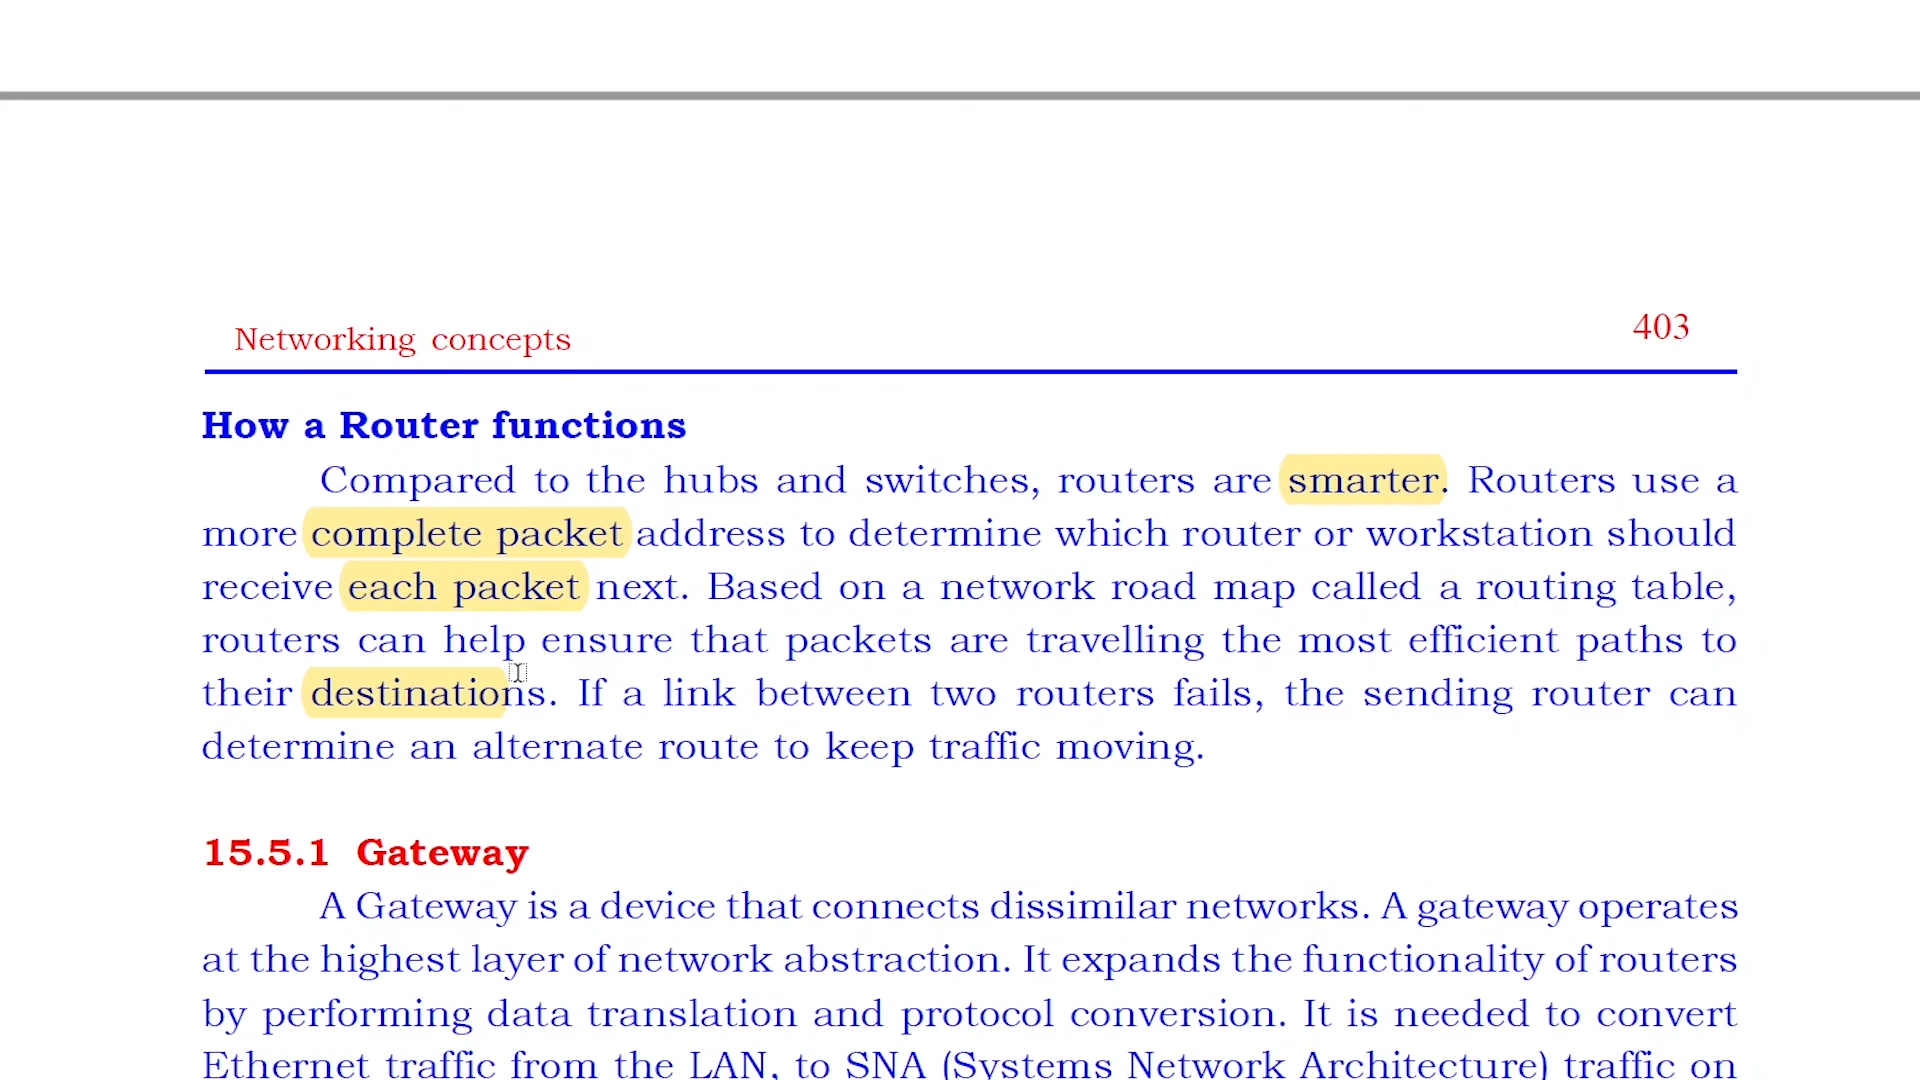 Networking concepts
403
How a Router functions
Compared to the hubs and switches, routers are smarter. Routers use a
more complete packet address to determine which router or workstation should
receive each packet next. Based on a network road map called a routing table,
routers can help ensure that packets are travelling the most efficient paths to
their destinations. If a link between two routers fails, the sending router can
determine an alternate route to keep traffic moving.
15.5.1 Gateway
A Gateway is a device that connects dissimilar networks. A gateway operates
at the highest layer of network abstraction. It expands the functionality of routers
by performing data translation and protocol conversion. It is needed to convert
Ethernet traffic from the LAN, to SNA (Systems Network Architecture) traffic on